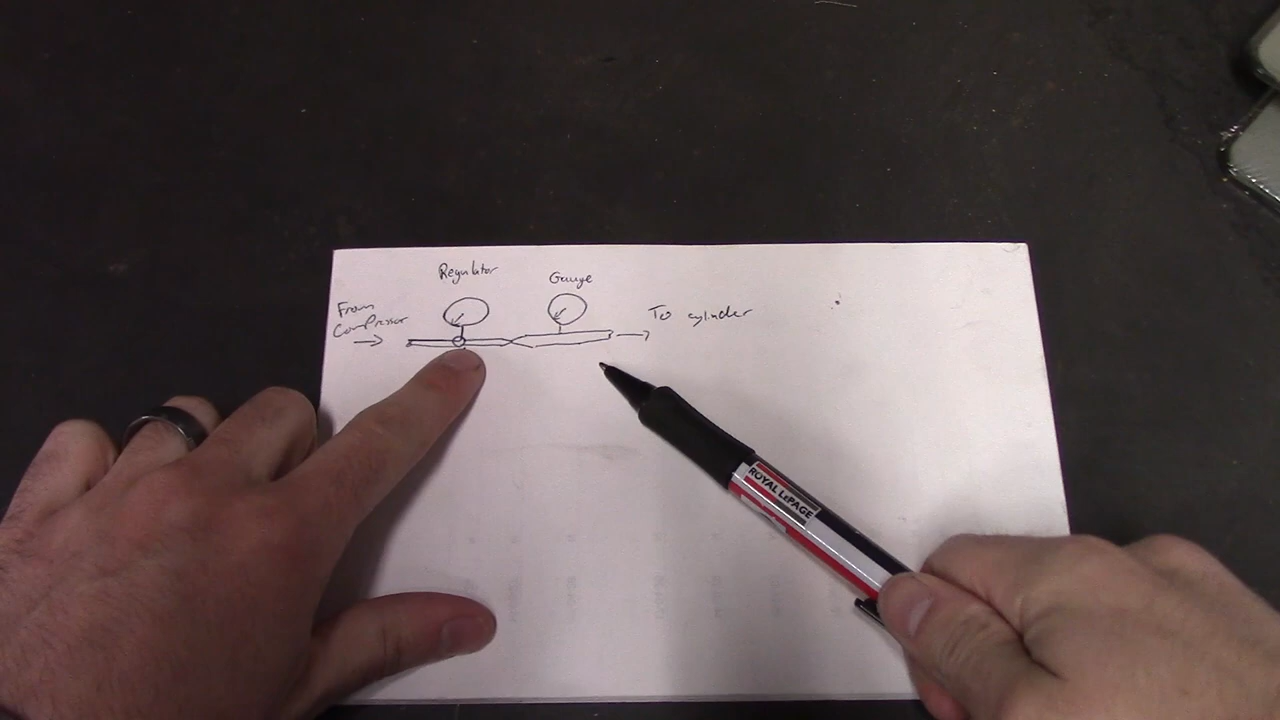 Regulator
Gauge
From
Compressor
To cylinder
ROYAL LEPAGE